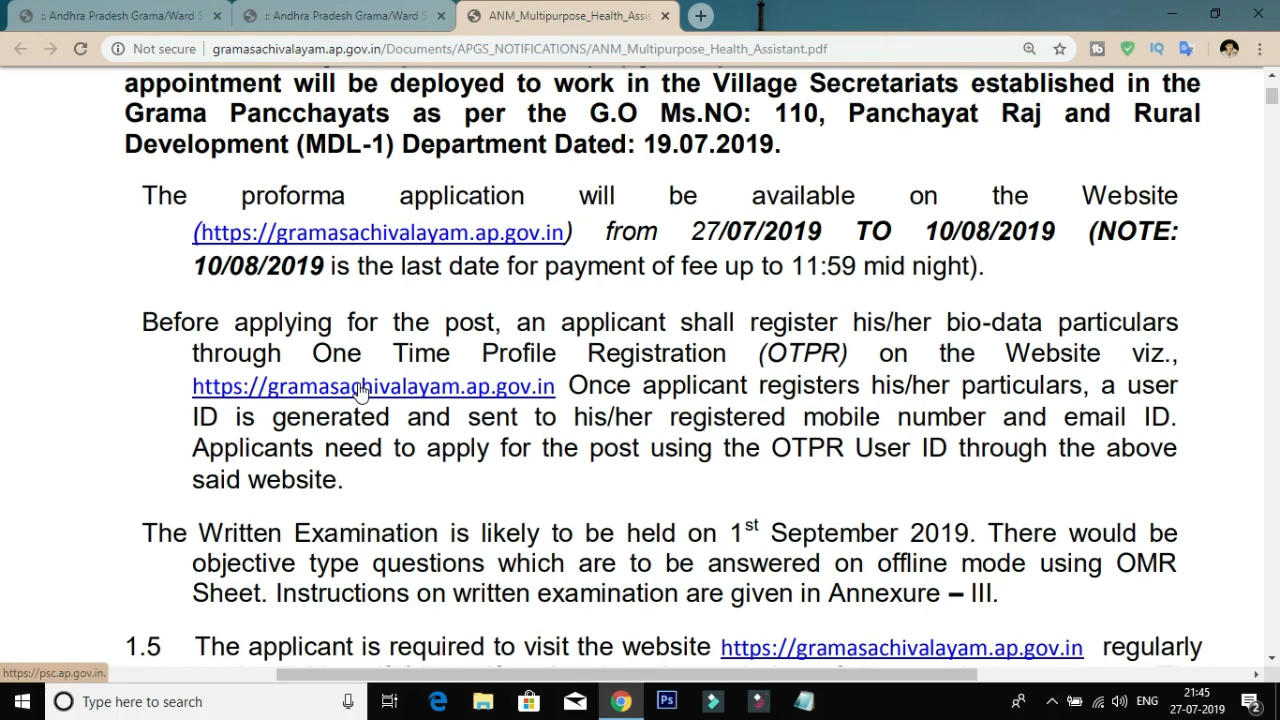 :: Andhra Pradesh Grama/Ward S
:: Andhra Pradesh Grama/Ward S
ANM_Multipurpose_Health_Assis
Not secure
gramasachivalayam.ap.gov.in/Documents/APGS_NOTIFICATIONS/ANM_Multipurpose_Health_Assistant.pdf
appointment will be deployed to work in the Village Secretariats established in the
Grama Pancchayats as per the G.O Ms.NO: 110, Panchayat Raj and Rural
Development (MDL-1) Department Dated: 19.07.2019.
The proforma application will be available on the Website
(https://gramasachivalayam.ap.gov.in) from 27/07/2019 TO 10/08/2019 (NOTE:
10/08/2019 is the last date for payment of fee up to 11:59 mid night).
Before applying for the post, an applicant shall register his/her bio-data particulars
through One Time Profile Registration (OTPR) on the Website viz.,
https://gramasachivalayam.ap.gov.in Once applicant registers his/her particulars, a user
ID is generated and sent to his/her registered mobile number and email ID.
Applicants need to apply for the post using the OTPR User ID through the above
said website.
The Written Examination is likely to be held on 1st September 2019. There would be
objective type questions which are to be answered on offline mode using OMR
Sheet. Instructions on written examination are given in Annexure – III.
1.5 The applicant is required to visit the website https://gramasachivalayam.ap.gov.in regularly
https://psc.ap.gov.in.
Type here to search
Ps
ENG
21:45
27-07-2019
2